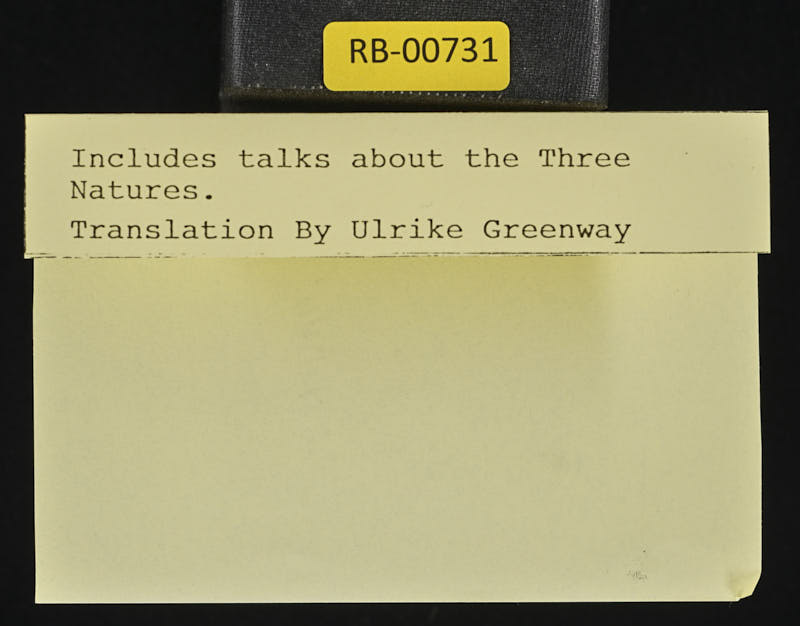 RB-00731
Includes talks about the Three
Natures.
Translation By Ulrike Greenway